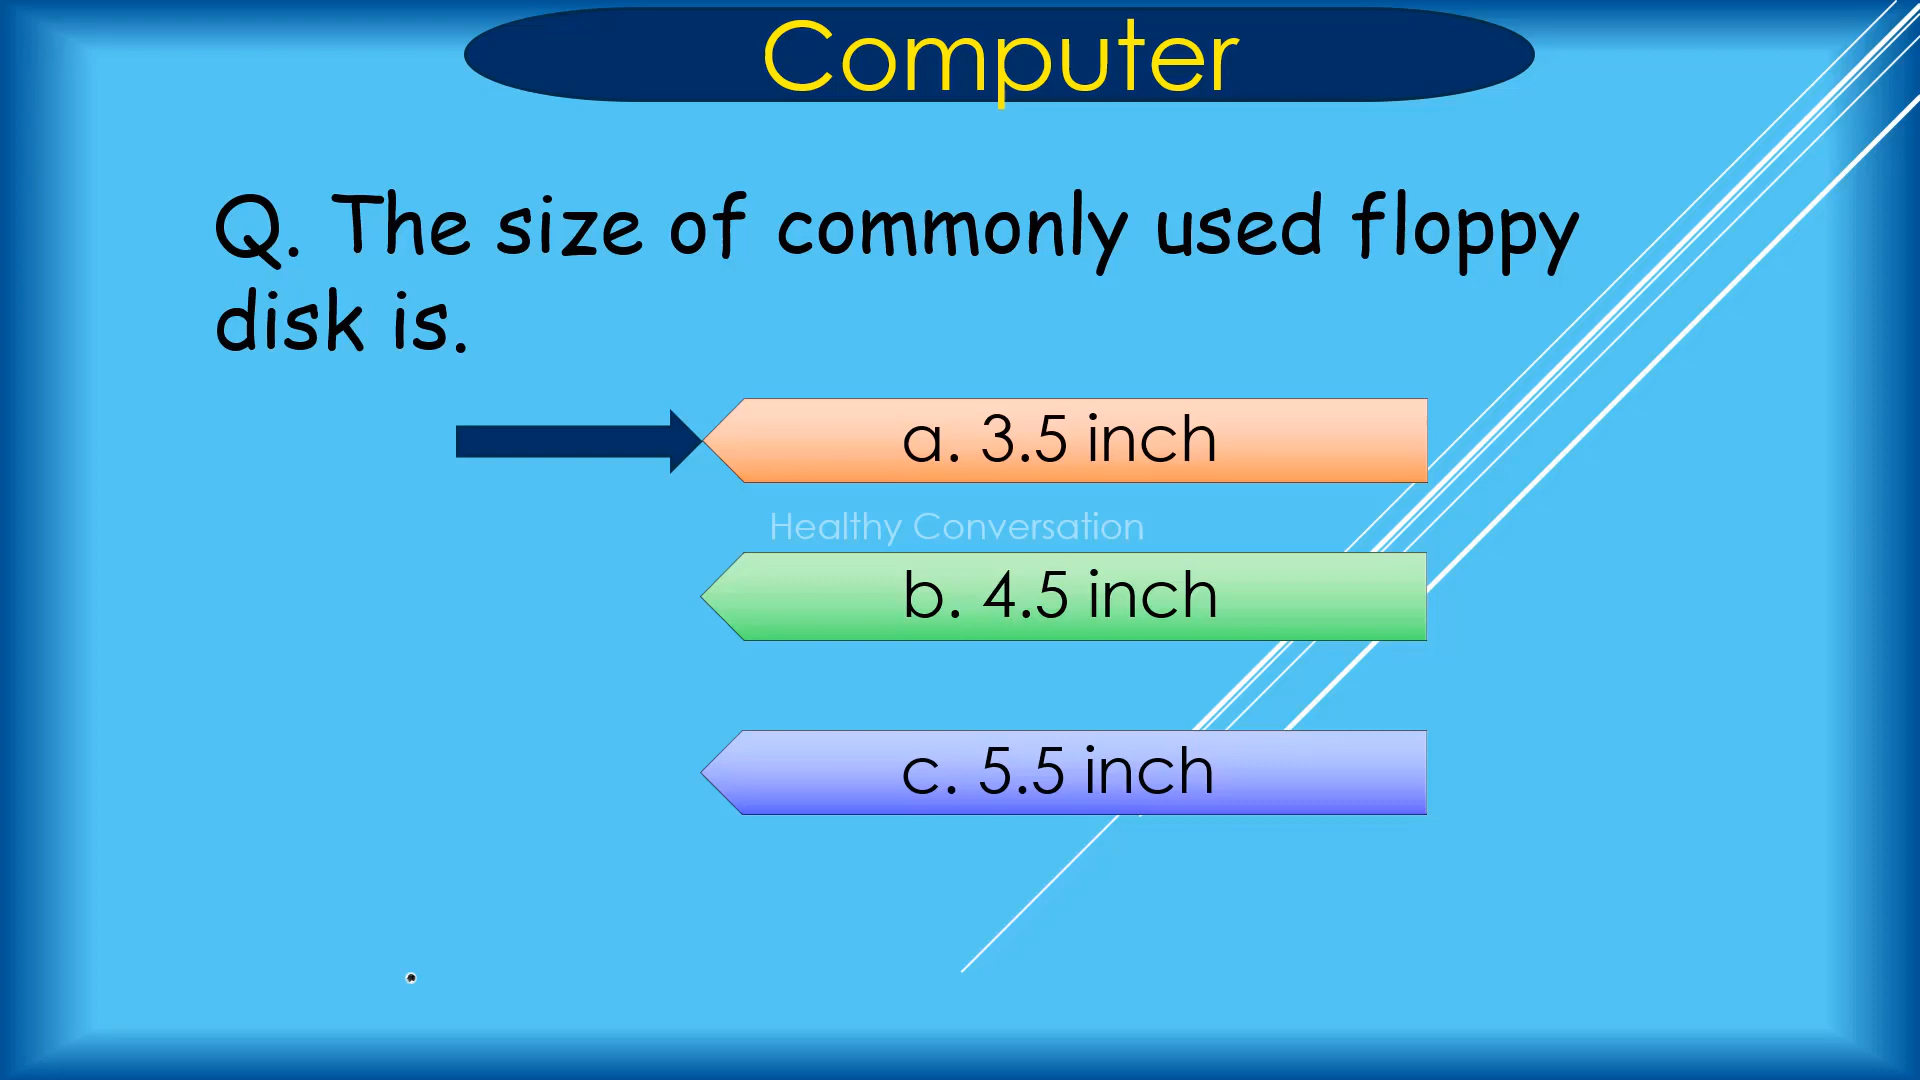 Computer
Q. The size of commonly used floppy
disk is.
a. 3.5 inch
Healthy Conversation
b. 4.5 inch
c. 5.5 inch